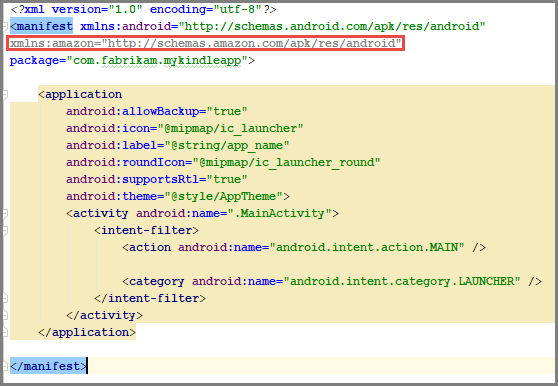 <?xml version="1.0" encoding="utf-8"?>
<manifest xmlns:android="http://schemas.android.com/apk/res/android"
xmlns:amazon="http://schemas.amazon.com/apk/res/android"
package="com.fabrikam.mykindleapp">
<application
android:allowBackup="true"
android:icon="@mipmap/ic_launcher"
android:label="@string/app_name"
android:roundIcon="@mipmap/ic_launcher_round"
android:supportsRtl="true"
android:theme="@style/AppTheme">
<activity android:name=".MainActivity">
<intent-filter>
<action android:name="android.intent.action.MAIN" />
<category android:name="android.intent.category.LAUNCHER" />
</intent-filter>
</activity>
</application>
</manifest>